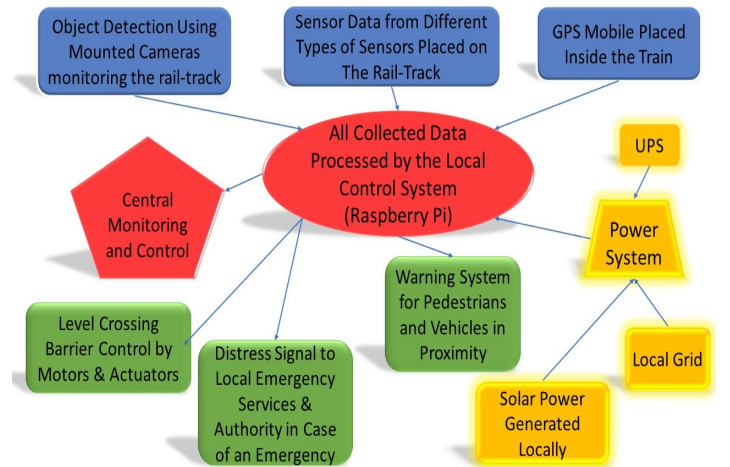 Object Detection Using
Mounted Cameras
monitoring the rail-track
Sensor Data from Different
Types of Sensors Placed on
The Rail-Track
GPS Mobile Placed
Inside the Train
All Collected Data
Processed by the Local
Control System
(Raspberry Pi)
UPS
Central
Monitoring
and Control
Power
System
Warning System
for Pedestrians
and Vehicles in
Proximity
Level Crossing
Barrier Control by
Motors & Actuators
Distress Signal to
Local Emergency
Services &
Authority in Case
of an Emergency
Local Grid
Solar Power
Generated
Locally